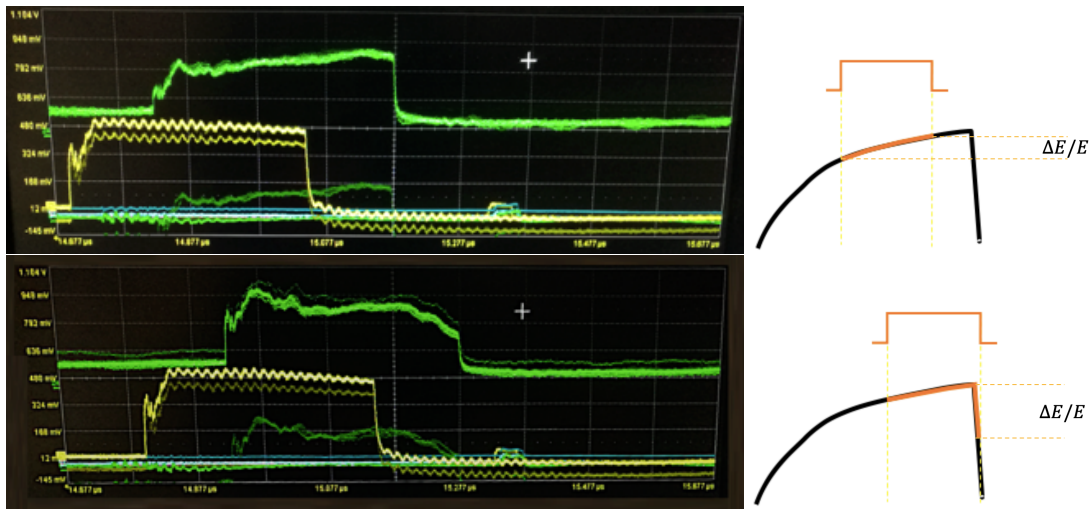 1.104 V
948 mV
792 mV
636 mV
480 mV
324 mV
168 mV
12 mV
-145 mV
14.677 µs
14.877 µs
15.077 µs
15.277 µs
15.477 µs
15.677 µs
ΔE/E
1.104 V
948 mV
792 mV
636 mV
480 mV
324 mV
168 mV
12 mV
-145 mV
14.677 µs
14.877 µs
15.077 µs
15.277 µs
15.477 µs
15.677 µs
ΔE/E